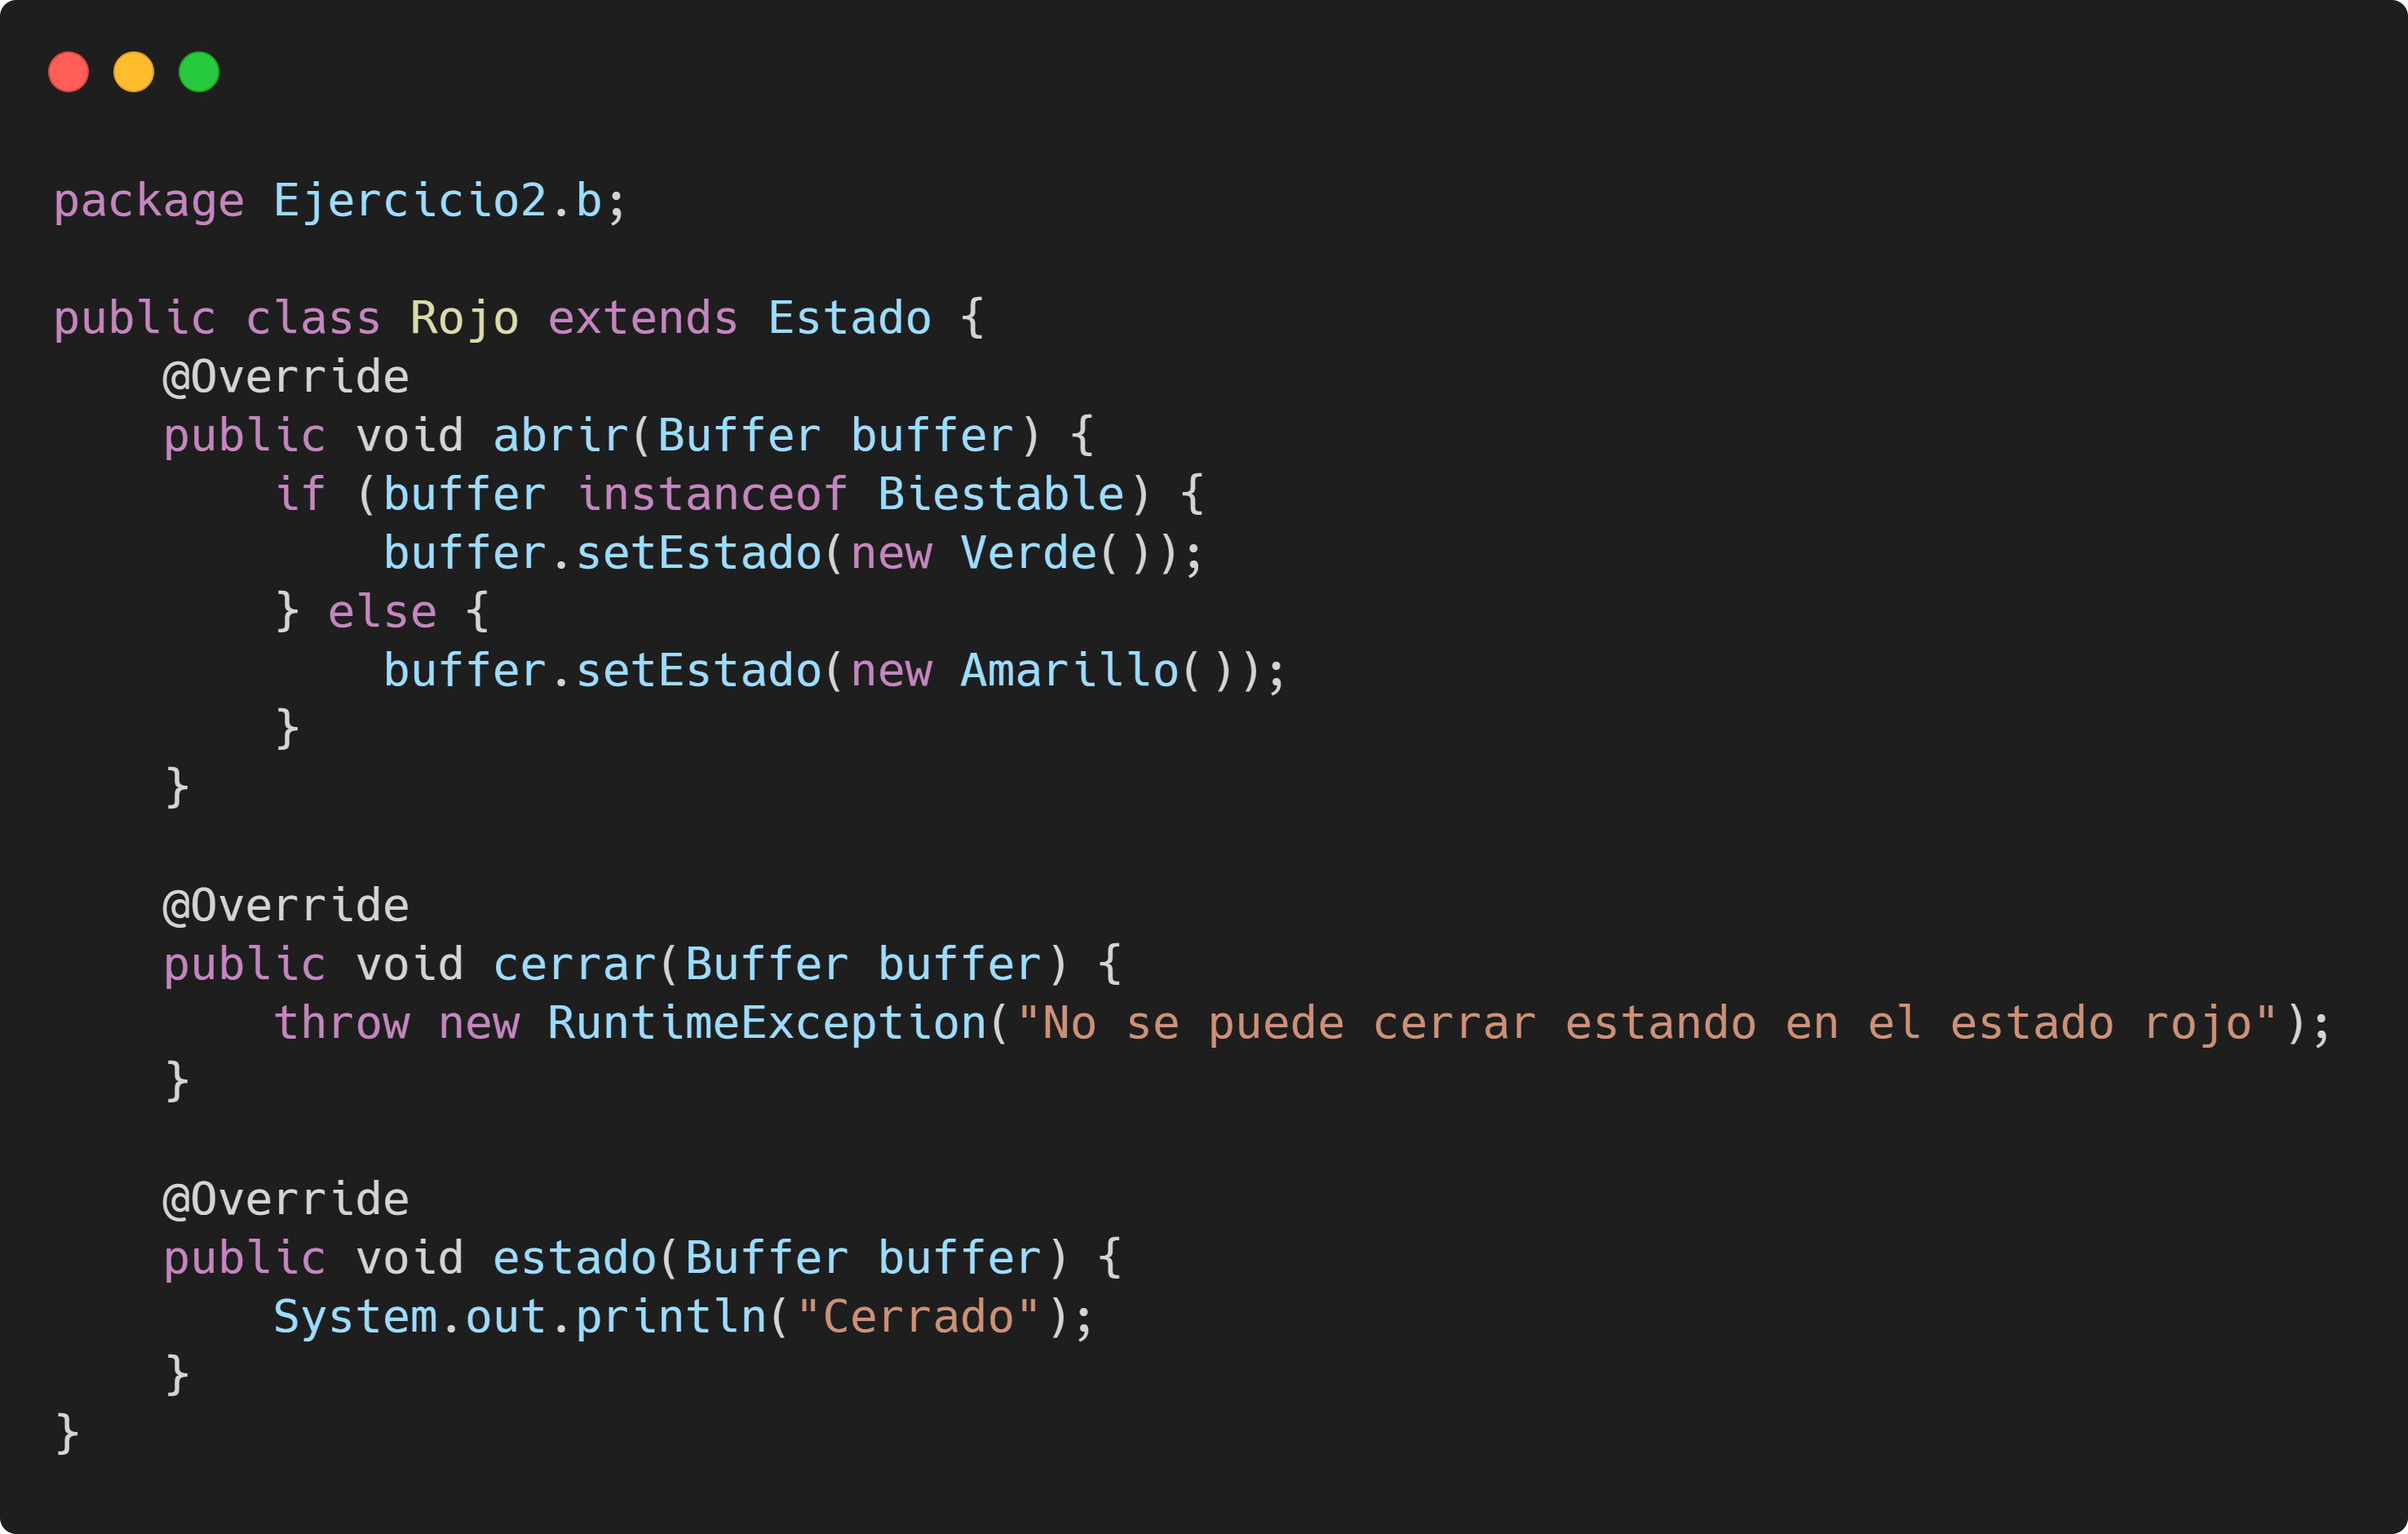 package Ejercicio2.b;
public class Rojo extends Estado {
    @Override
    public void abrir(Buffer buffer) {
        if (buffer instanceof Biestable) {
            buffer.setEstado(new Verde());
        } else {
            buffer.setEstado(new Amarillo());
        }
    }
    @Override
    public void cerrar(Buffer buffer) {
        throw new RuntimeException("No se puede cerrar estando en el estado rojo");
    }
    @Override
    public void estado(Buffer buffer) {
        System.out.println("Cerrado");
    }
}